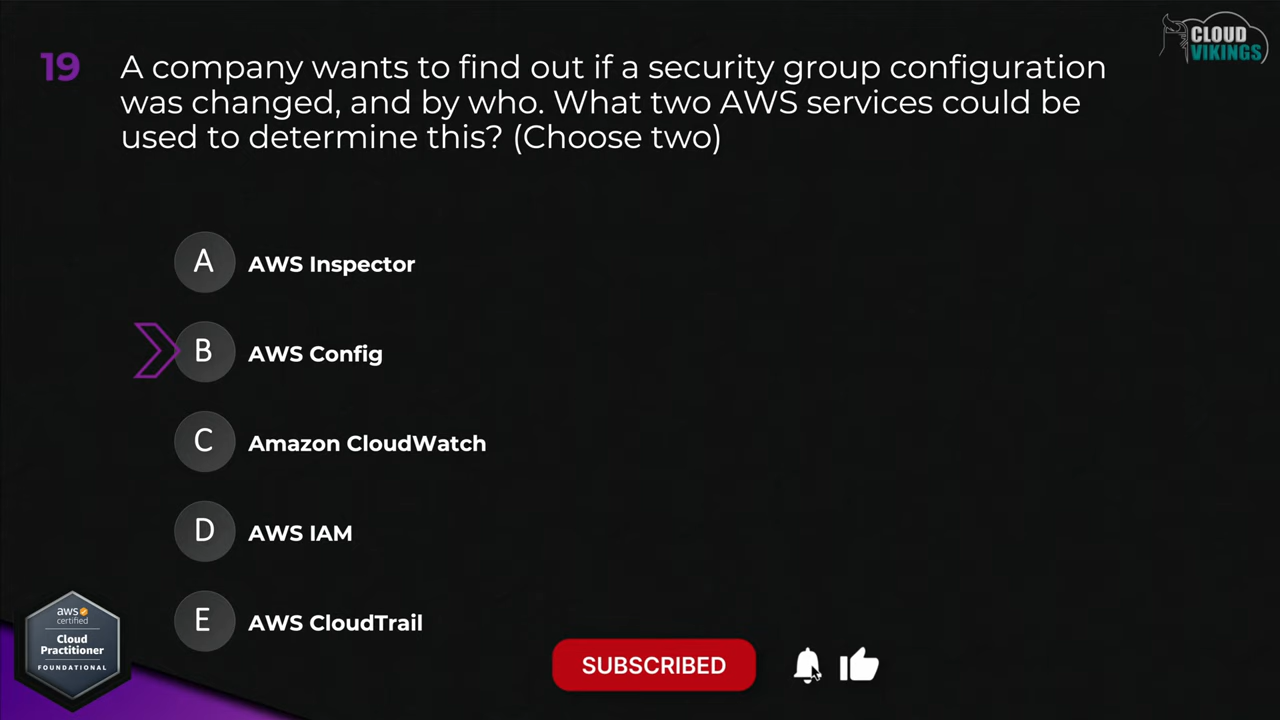 CLOUD
VIKINGS
19
A company wants to find out if a security group configuration
was changed, and by who. What two AWS services could be
used to determine this? (Choose two)
A
AWS Inspector
B
AWS Config
C
Amazon CloudWatch
D
AWS IAM
E
AWS CloudTrail
aws
certified
Cloud
Practitioner
FOUNDATIONAL
SUBSCRIBED